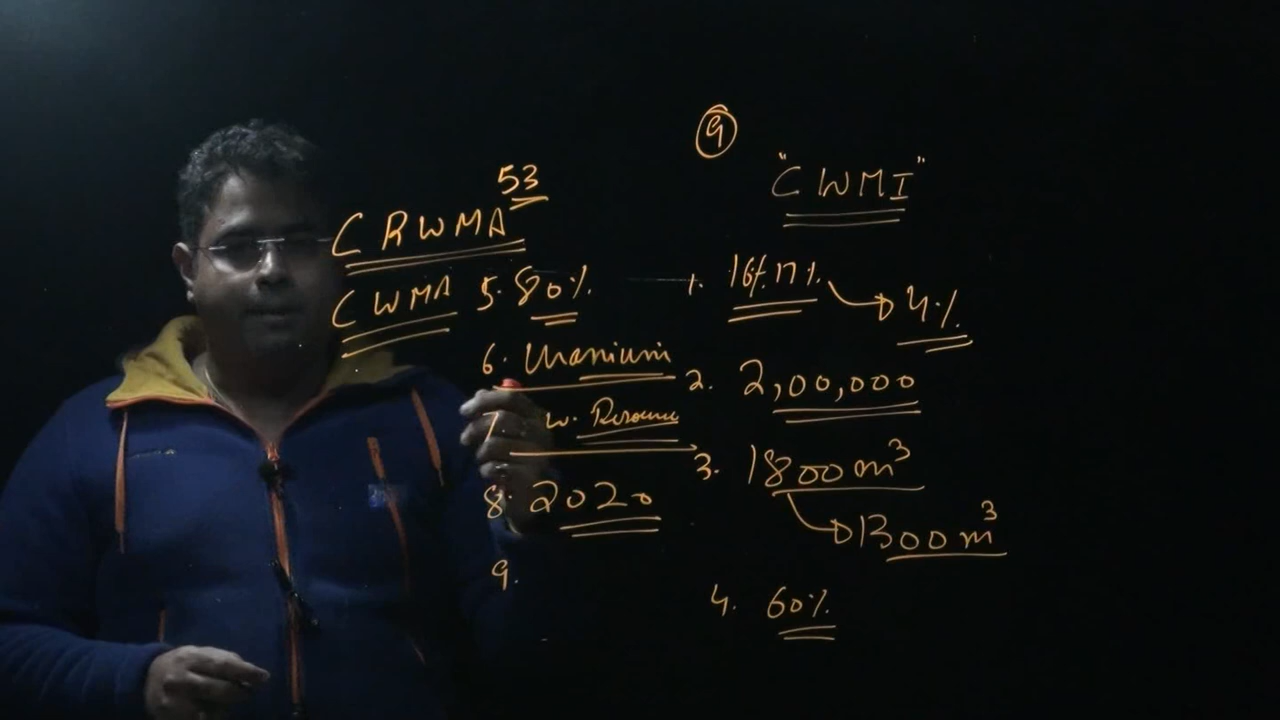 9
"CWMI"
53
CRWMA
CWMA
5. 80%
6. Uranium
7. W. Resource
8. 2020
9.
1. 16/17% → 4%
2. 2,00,000
3. 1800 m³
→ 1300 m³
4. 60%